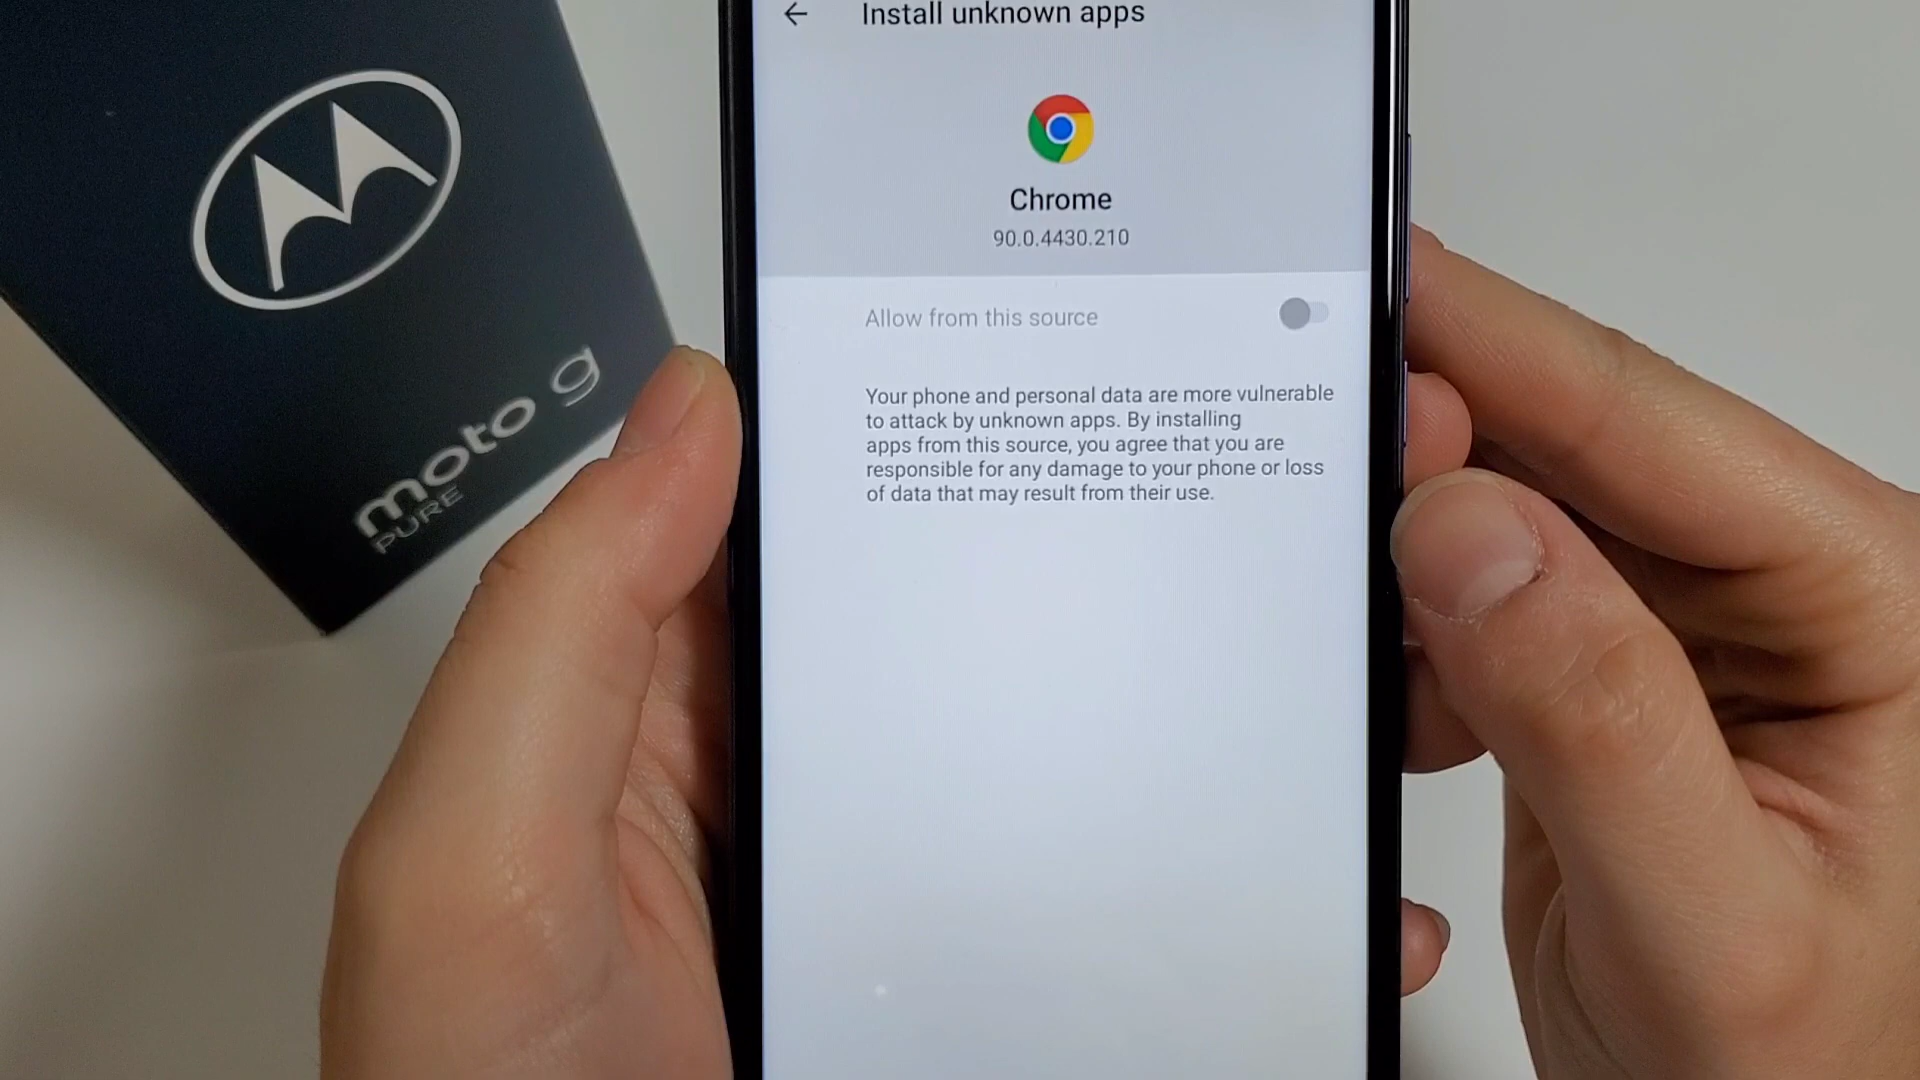 Install unknown apps
Chrome
90.0.4430.210
Allow from this source
Your phone and personal data are more vulnerable
to attack by unknown apps. By installing
apps from this source, you agree that you are
responsible for any damage to your phone or loss
of data that may result from their use.
moto g
PURE